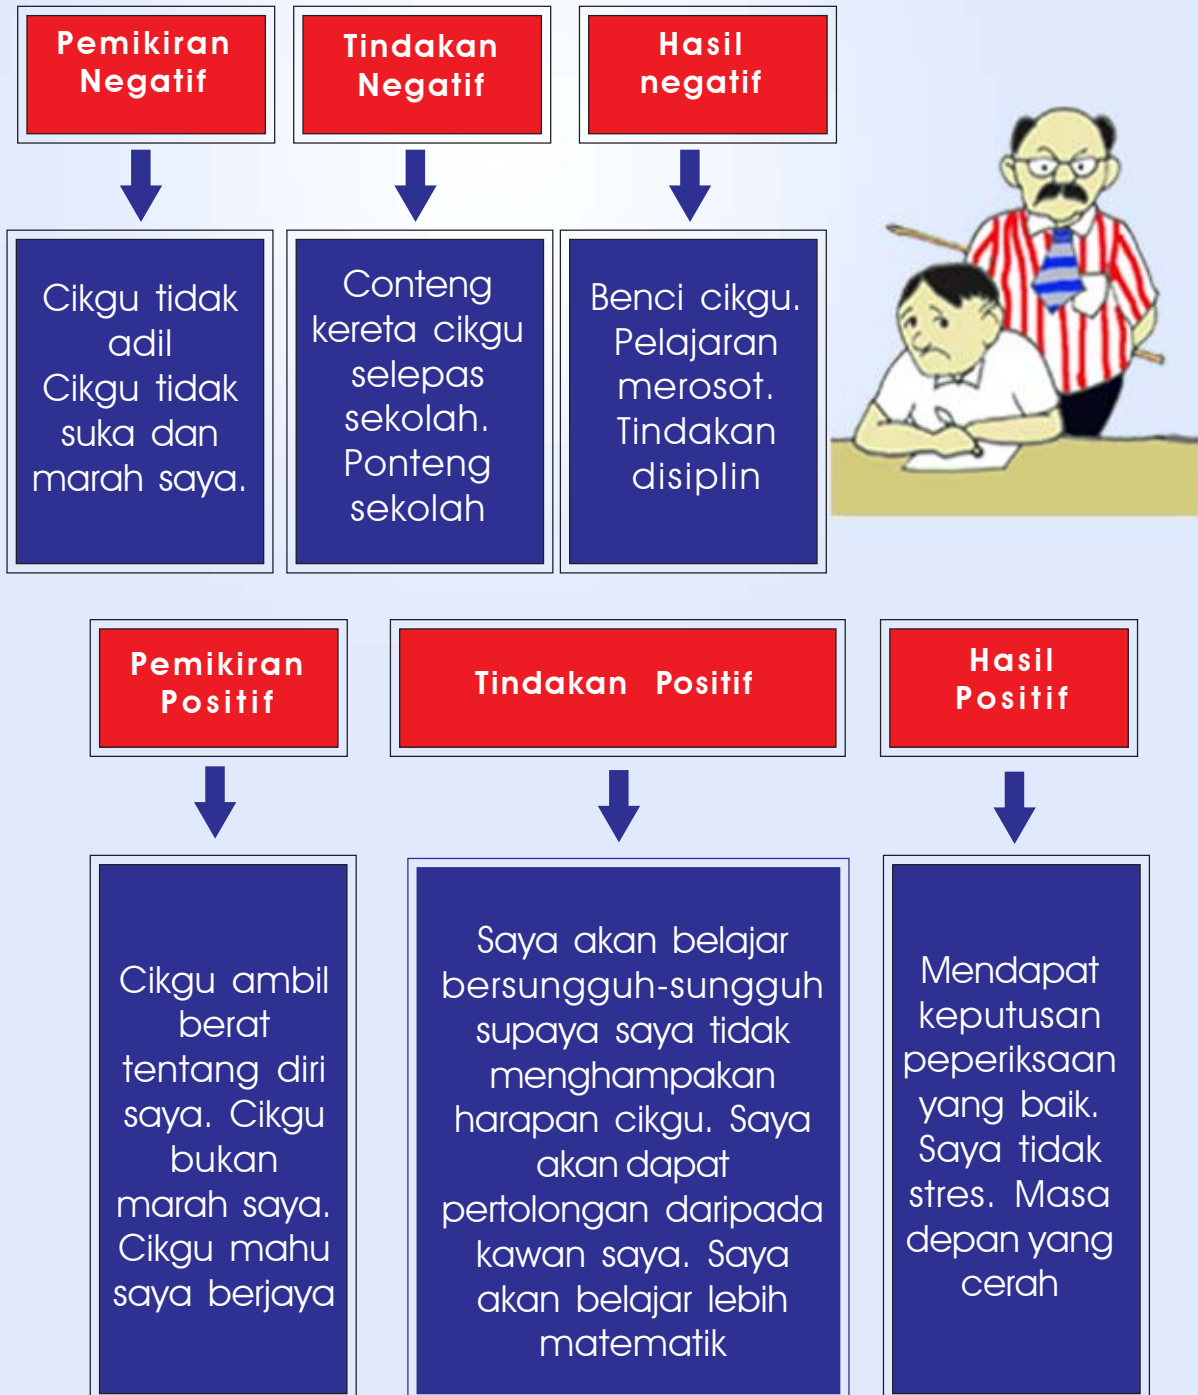 Pemikiran
Negatif
Tindakan
Negatif
Hasil
negatif
Cikgu tidak
adil
Cikgu tidak
suka dan
marah saya.
Conteng
kereta cikgu
selepas
sekolah.
Ponteng
sekolah
Benci cikgu.
Pelajaran
merosot.
Tindakan
disiplin
Pemikiran
Positif
Tindakan Positif
Hasil
Positif
Cikgu ambil
berat
tentang diri
saya. Cikgu
bukan
marah saya.
Cikgu mahu
saya berjaya
Saya akan belajar
bersungguh-sungguh
supaya saya tidak
menghampakan
harapan cikgu. Saya
akan dapat
pertolongan daripada
kawan saya. Saya
akan belajar lebih
matematik
Mendapat
keputusan
peperiksaan
yang baik.
Saya tidak
stres. Masa
depan yang
cerah